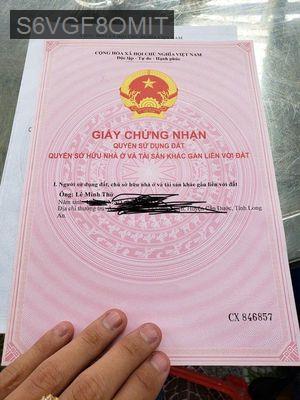 S6VGF8OMIT
CỘNG HÒA XÃ HỘI CHỦ NGHĨA VIỆT NAM
Độc lập - Tự do - Hạnh phúc
GIẤY CHỨNG NHẬN
QUYỀN SỬ DỤNG ĐẤT
QUYỀN SỞ HỮU NHÀ Ở VÀ TÀI SẢN KHÁC GẮN LIỀN VỚI ĐẤT
I. Người sử dụng đất, chủ sở hữu nhà ở và tài sản khác gắn liền với đất
Ông: Lê Minh Thử
Năm sinh
Địa chỉ thường Huyện Cần Đước, Tỉnh Long
An.
CX 846857